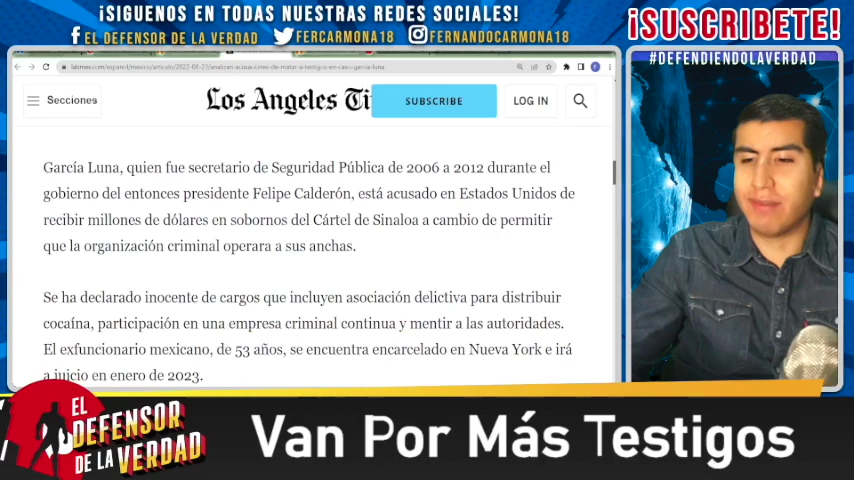 ¡SIGUENOS EN TODAS NUESTRAS REDES SOCIALES!
EL DEFENSOR DE LA VERDAD
FERCARMONA18
FERNANDOCARMONA18
¡SUSCRIBETE!
#DEFENDIENDOLAVERDAD
Secciones
Los Angeles
SUBSCRIBE
LOG IN
García Luna, quien fue secretario de Seguridad Pública de 2006 a 2012 durante el
gobierno del entonces presidente Felipe Calderón, está acusado en Estados Unidos de
recibir millones de dólares en sobornos del Cártel de Sinaloa a cambio de permitir
que la organización criminal operara a sus anchas.
Se ha declarado inocente de cargos que incluyen asociación delictiva para distribuir
cocaína, participación en una empresa criminal continua y mentir a las autoridades.
El exfuncionario mexicano, de 53 años, se encuentra encarcelado en Nueva York e irá
a juicio en enero de 2023.
EL
DEFENSOR
DE LA VERDAD
Van Por Más Testigos